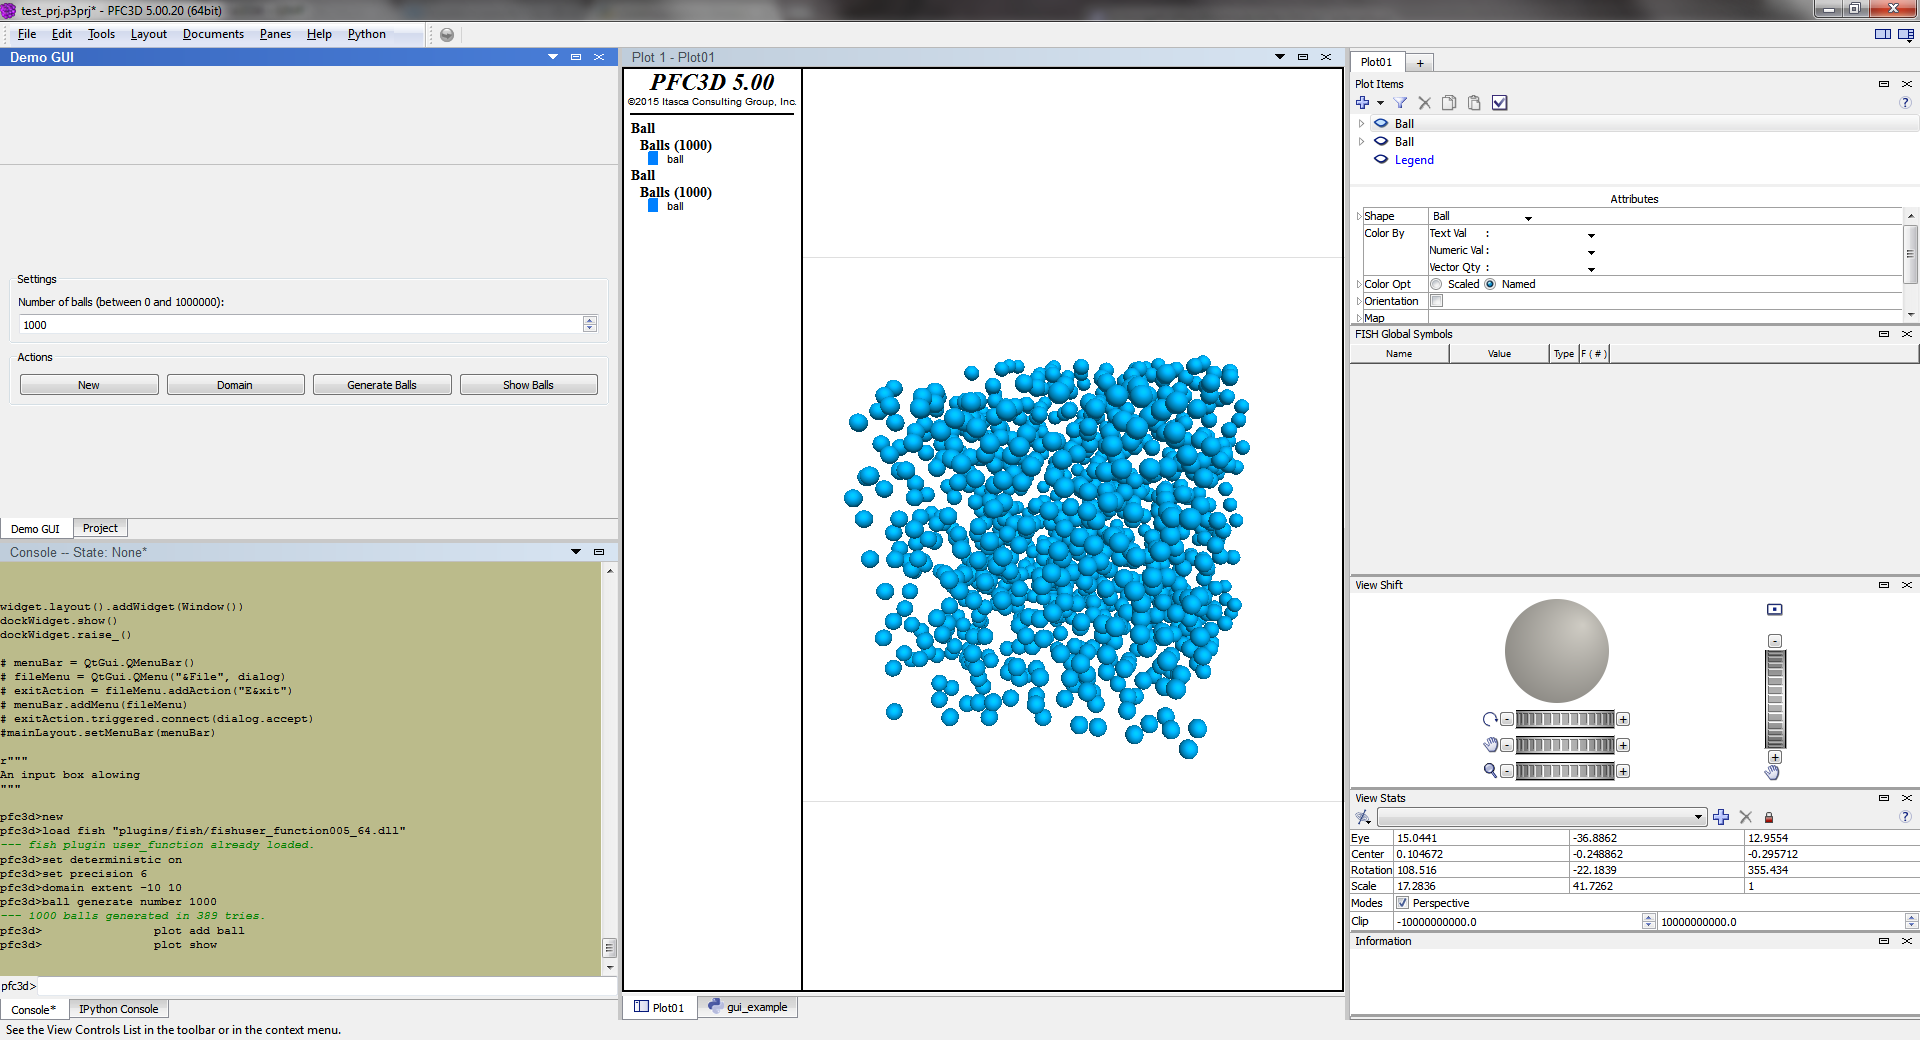 test_prj.p3prj* - PFC3D 5.00.20 (64bit)
File Edit Tools Layout Documents Panes Help Python
Demo GUI
Settings
Number of balls (between 0 and 1000000):
1000
Actions
New Domain Generate Balls Show Balls
Demo GUI Project
Console -- State: None*
widget.layout().addWidget(Window())
dockWidget.show()
dockWidget.raise_()
# menuBar = QtGui.QMenuBar()
# fileMenu = QtGui.QMenu("&File", dialog)
# exitAction = fileMenu.addAction("E&xit")
# menuBar.addMenu(fileMenu)
# exitAction.triggered.connect(dialog.accept)
#mainLayout.setMenuBar(menuBar)
r"""
An input box alowing
"""
pfc3d>new
pfc3d>load fish "plugins/fish/fishuser_function005_64.dll"
--- fish plugin user_function already loaded.
pfc3d>set deterministic on
pfc3d>set precision 6
pfc3d>domain extent -10 10
pfc3d>ball generate number 1000
--- 1000 balls generated in 389 tries.
pfc3d> plot add ball
pfc3d> plot show
pfc3d>
Console* IPython Console
See the View Controls List in the toolbar or in the context menu.
Plot 1 - Plot01
PFC3D 5.00
©2015 Itasca Consulting Group, Inc.
Ball
Balls (1000)
ball
Ball
Balls (1000)
ball
Plot01 gui_example
Plot01 +
Plot Items
Ball
Ball
Legend
Attributes
Shape Ball
Color By Text Val :
Numeric Val :
Vector Qty :
Color Opt Scaled Named
Orientation
Map
FISH Global Symbols
Name Value Type F ( # )
View Shift
View Stats
Eye 15.0441 -36.8862 12.9554
Center 0.104672 -0.248862 -0.295712
Rotation 108.516 -22.1839 355.434
Scale 17.2836 41.7262 1
Modes Perspective
Clip -10000000000.0 10000000000.0
Information